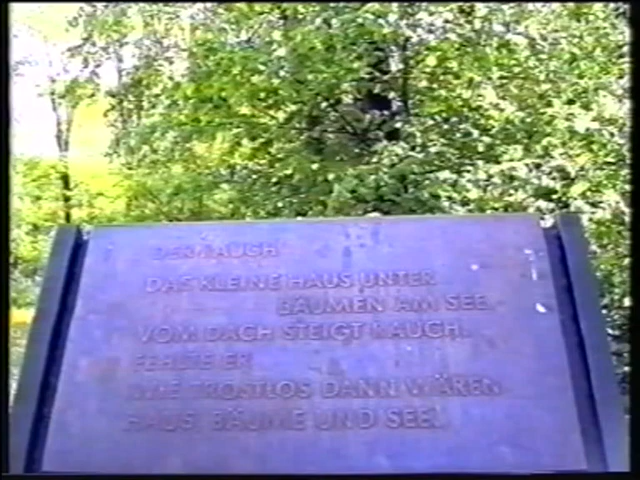 DER RAUCH
DAS KLEINE HAUS UNTER
BÄUMEN AM SEE.
VOM DACH STEIGT RAUCH.
FEHLTE ER
WIE TROSTLOS DANN WÄREN
HAUS, BÄUME UND SEE.